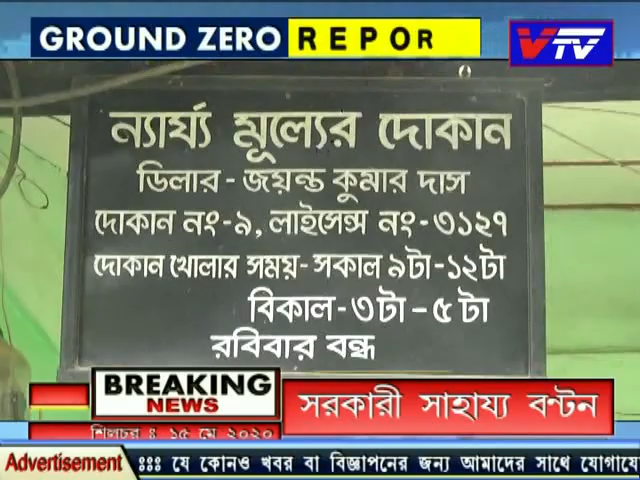 GROUND ZERO REPOR
VTV
ন্যার্য্য মূল্যের দোকান
ডিলার - জয়ন্ত কুমার দাস
দোকান নং-৯, লাইসেন্স নং-৩১২৭
দোকান খোলার সময়- সকাল ৯টা-১২টা
বিকাল - ৩টা - ৫টা
রবিবার বন্ধ
BREAKING NEWS
সরকারী সাহায্য বণ্টন
শিলচর ঃ ১৫ মে ২০২০
Advertisement ঃঃঃ যে কোনও খবর বা বিজ্ঞাপনের জন্য আমাদের সাথে যোগাযো